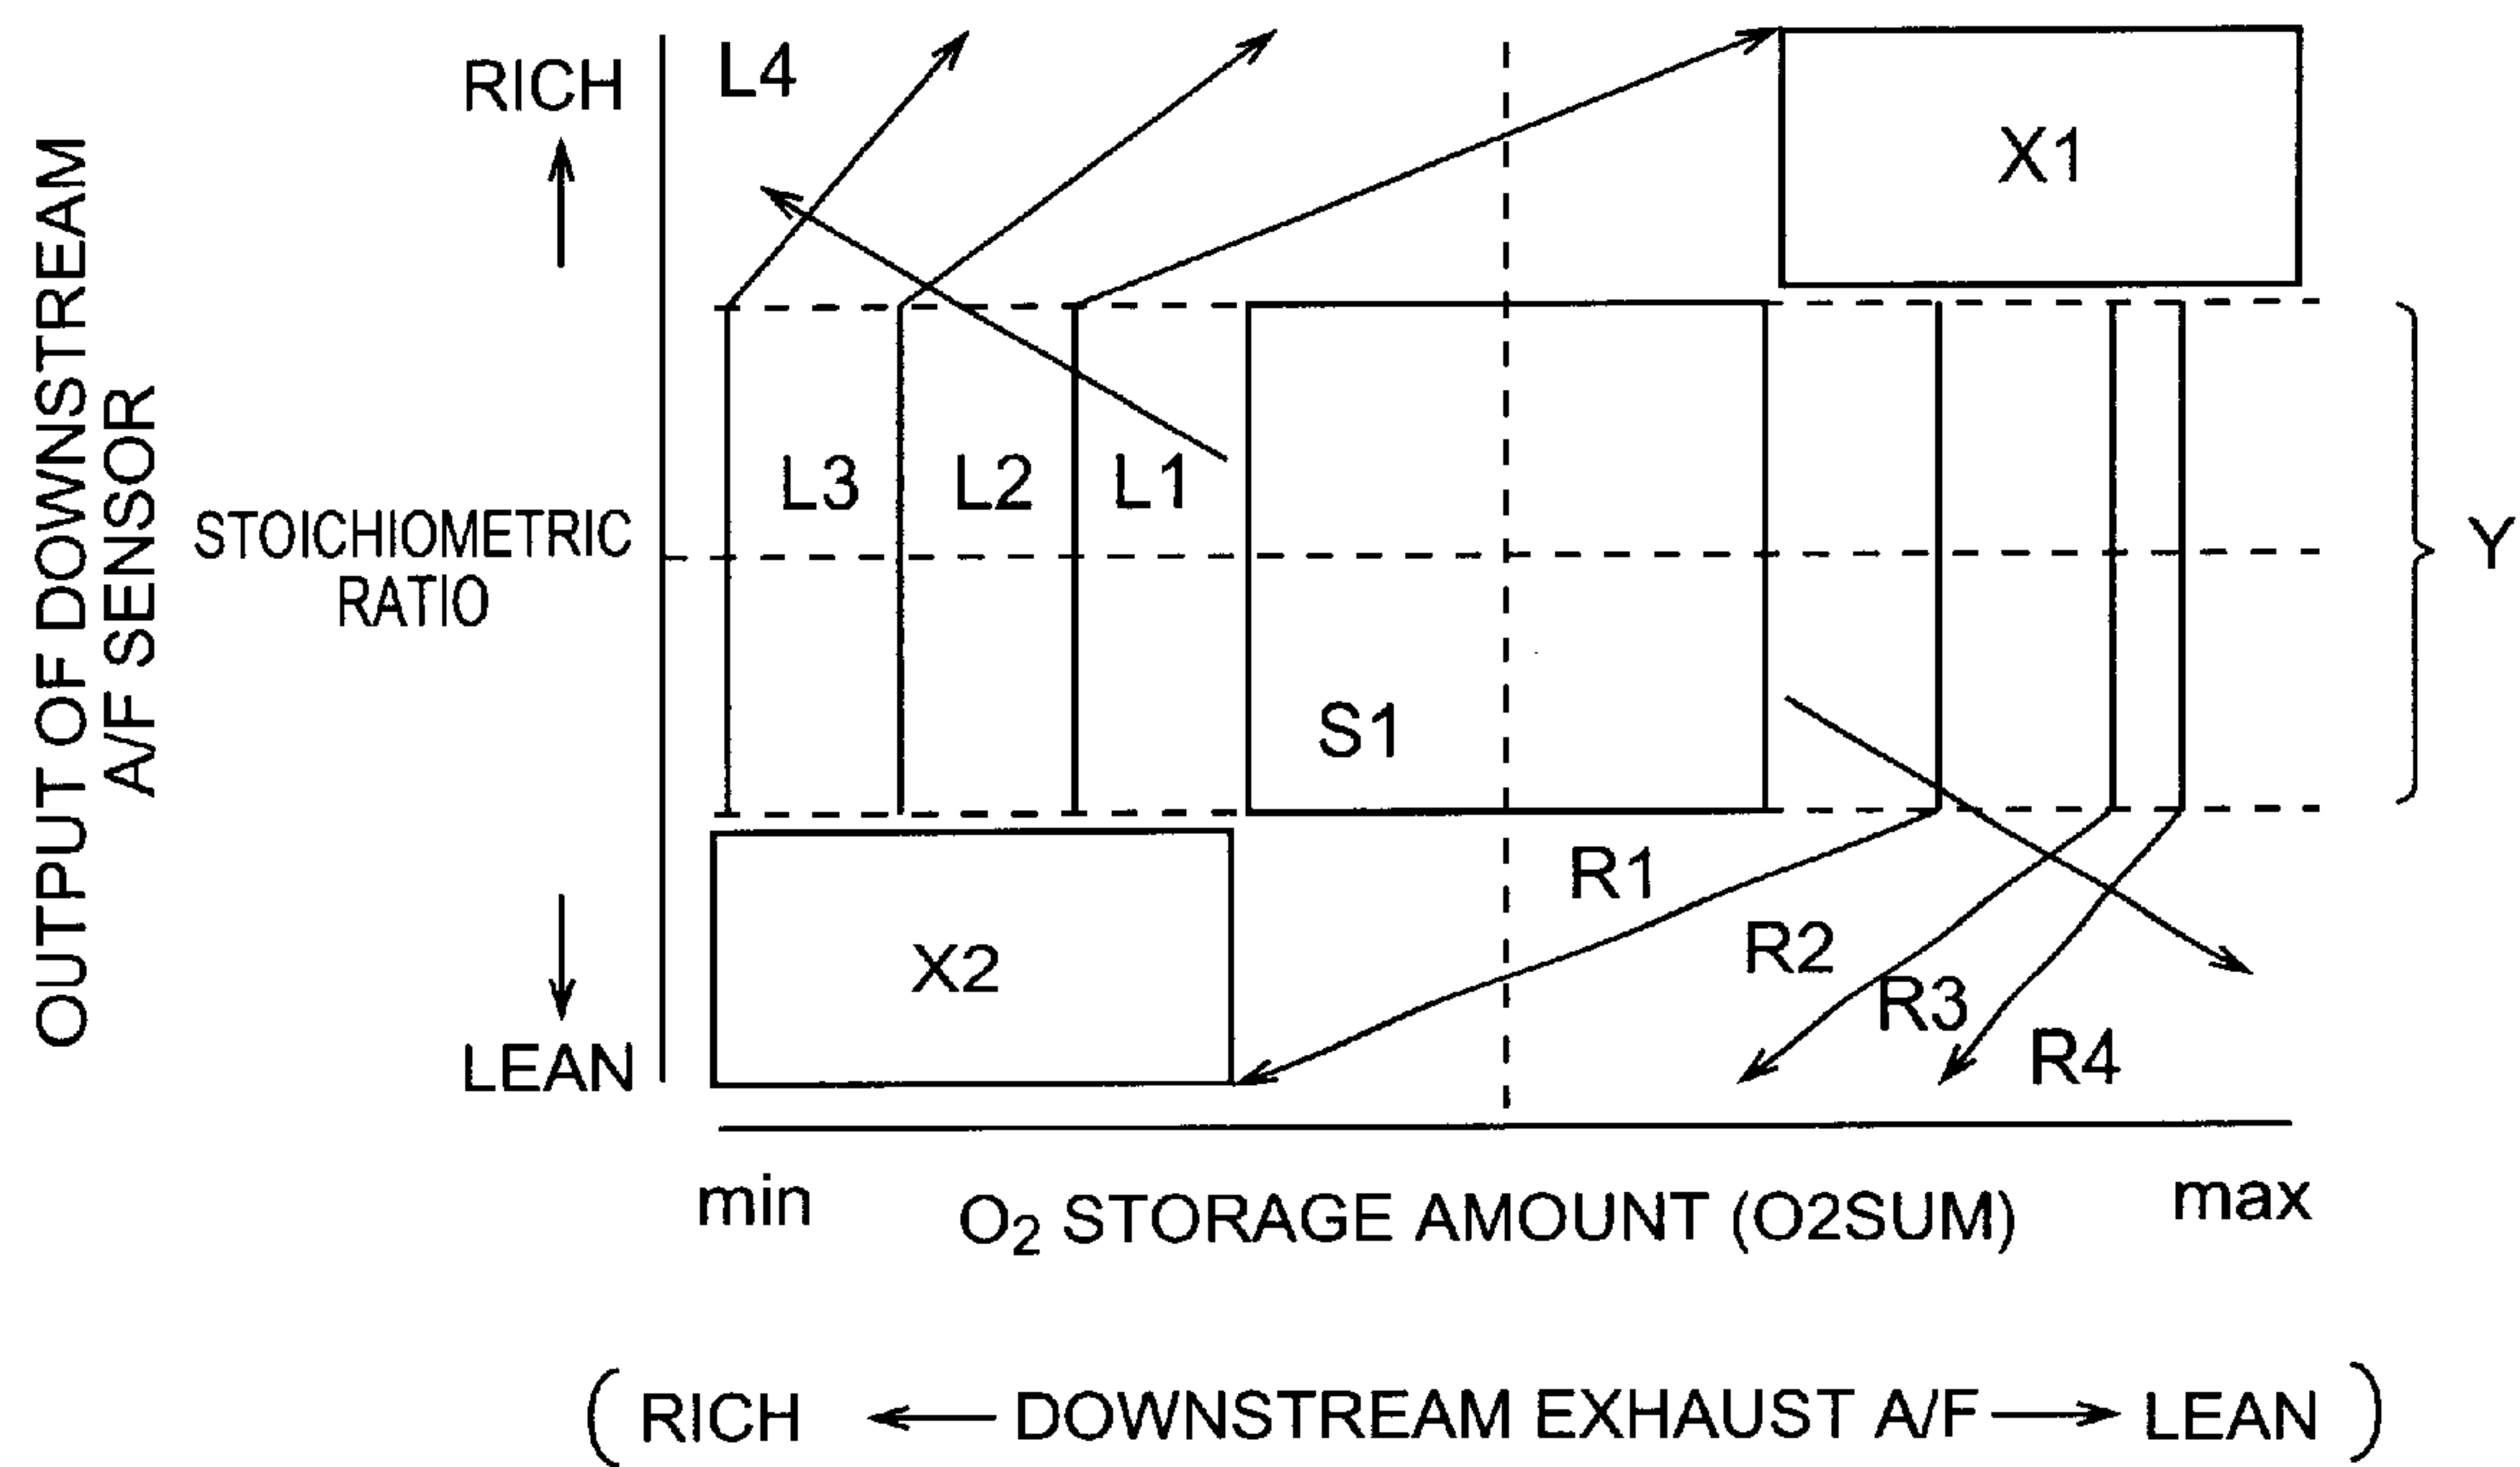 OUTPUT OF DOWNSTREAM
A/F SENSOR
RICH
STOICHIOMETRIC
RATIO
LEAN
L4
X1
L3
L2
L1
S1
Y
X2
R1
R2
R3
R4
min
O2 STORAGE AMOUNT (O2SUM)
max
(RICH ← DOWNSTREAM EXHAUST A/F → LEAN)